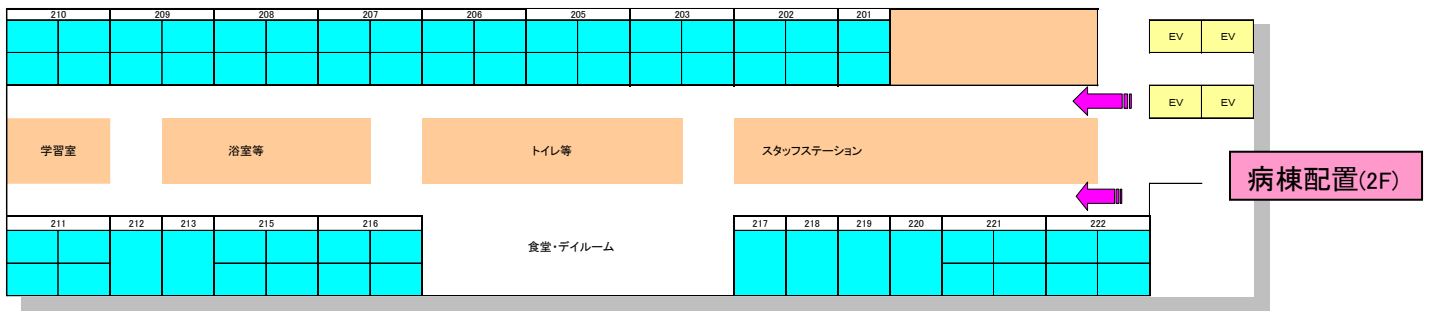 210 209 208 207 206 205 203 202 201
EV EV
EV EV
学習室 浴室等 トイレ等 スタッフステーション
病棟配置(2F)
211 212 213 215 216 217 218 219 220 221 222
食堂・デイルーム